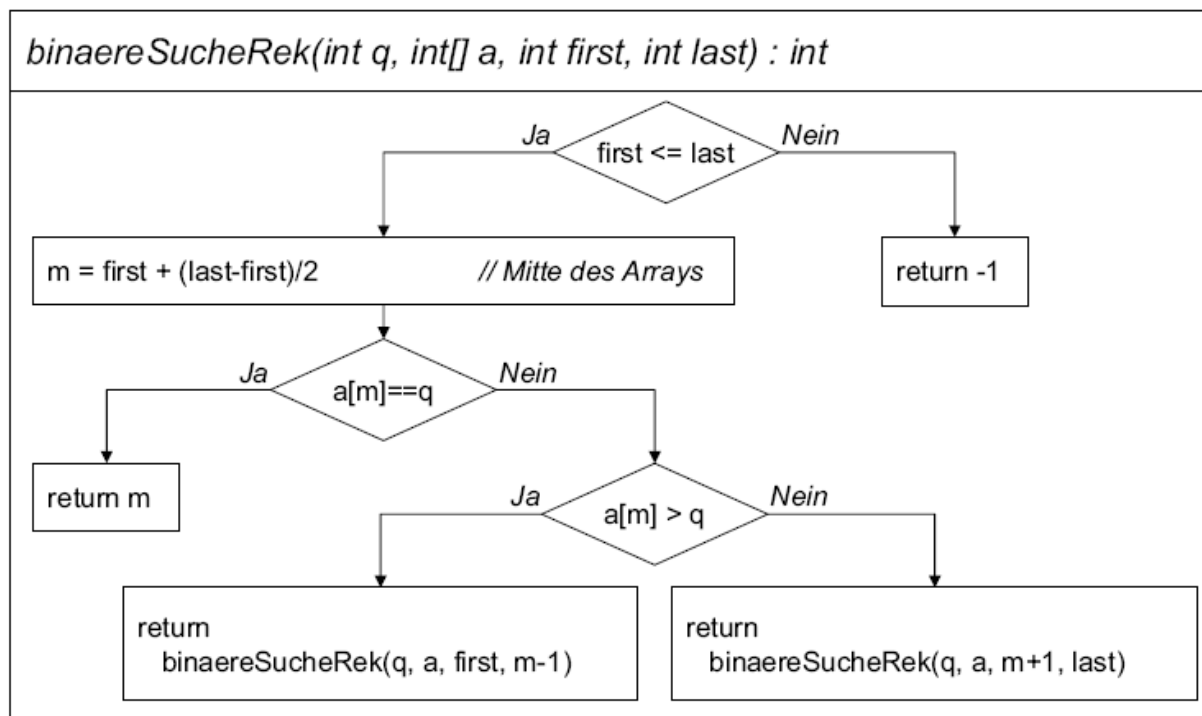 binaereSucheRek(int q, int[] a, int first, int last) : int
Ja
first <= last
Nein
m = first + (last-first)/2 // Mitte des Arrays
return -1
Ja
a[m]==q
Nein
return m
Ja
a[m] > q
Nein
return
binaereSucheRek(q, a, first, m-1)
return
binaereSucheRek(q, a, m+1, last)